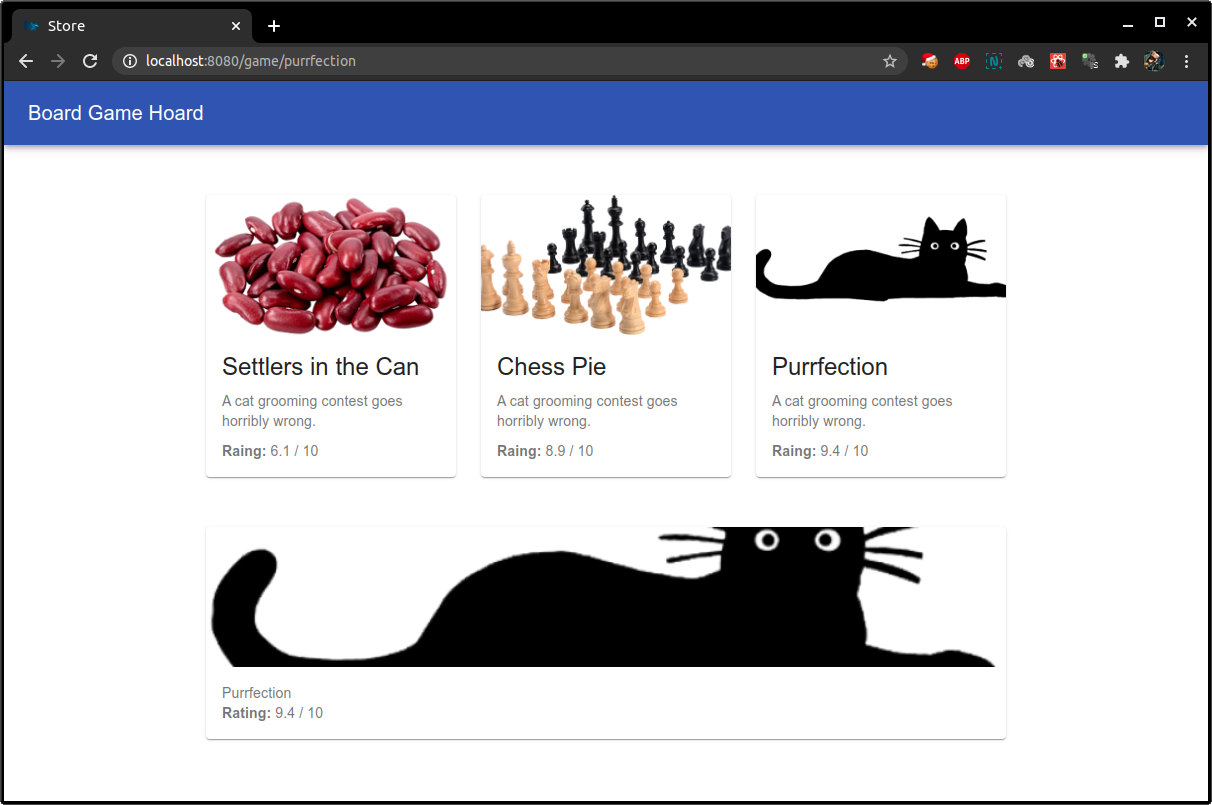 Store
localhost:8080/game/purrfection
ABP
N
Board Game Hoard
Settlers in the Can
A cat grooming contest goes
horribly wrong.
Raing: 6.1 / 10
Chess Pie
A cat grooming contest goes
horribly wrong.
Raing: 8.9 / 10
Purrfection
A cat grooming contest goes
horribly wrong.
Raing: 9.4 / 10
Purrfection
Rating: 9.4 / 10